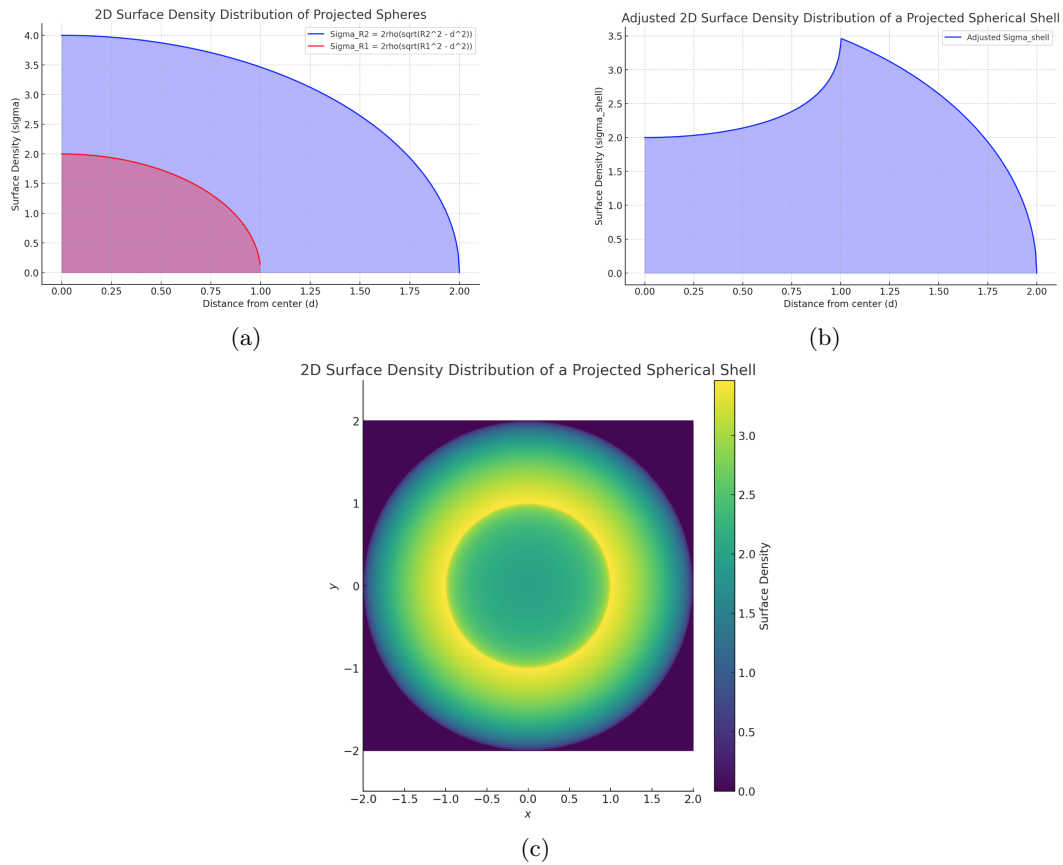 2D Surface Density Distribution of Projected Spheres
Sigma_R2 = 2rho(sqrt(R2^2 - d^2))
Sigma_R1 = 2rho(sqrt(R1^2 - d^2))
Surface Density (sigma)
4.0
3.5
3.0
2.5
2.0
1.5
1.0
0.5
0.0
0.00 0.25 0.50 0.75 1.00 1.25 1.50 1.75 2.00
Distance from center (d)
(a)
Adjusted 2D Surface Density Distribution of a Projected Spherical Shell
Adjusted Sigma_shell
Surface Density (sigma_shell)
3.5
3.0
2.5
2.0
1.5
1.0
0.5
0.0
0.00 0.25 0.50 0.75 1.00 1.25 1.50 1.75 2.00
Distance from center (d)
(b)
2D Surface Density Distribution of a Projected Spherical Shell
y
2
1
0
−1
−2
−2.0 −1.5 −1.0 −0.5 0.0 0.5 1.0 1.5 2.0
x
3.0
2.5
2.0
1.5
1.0
0.5
0.0
Surface Density
(c)